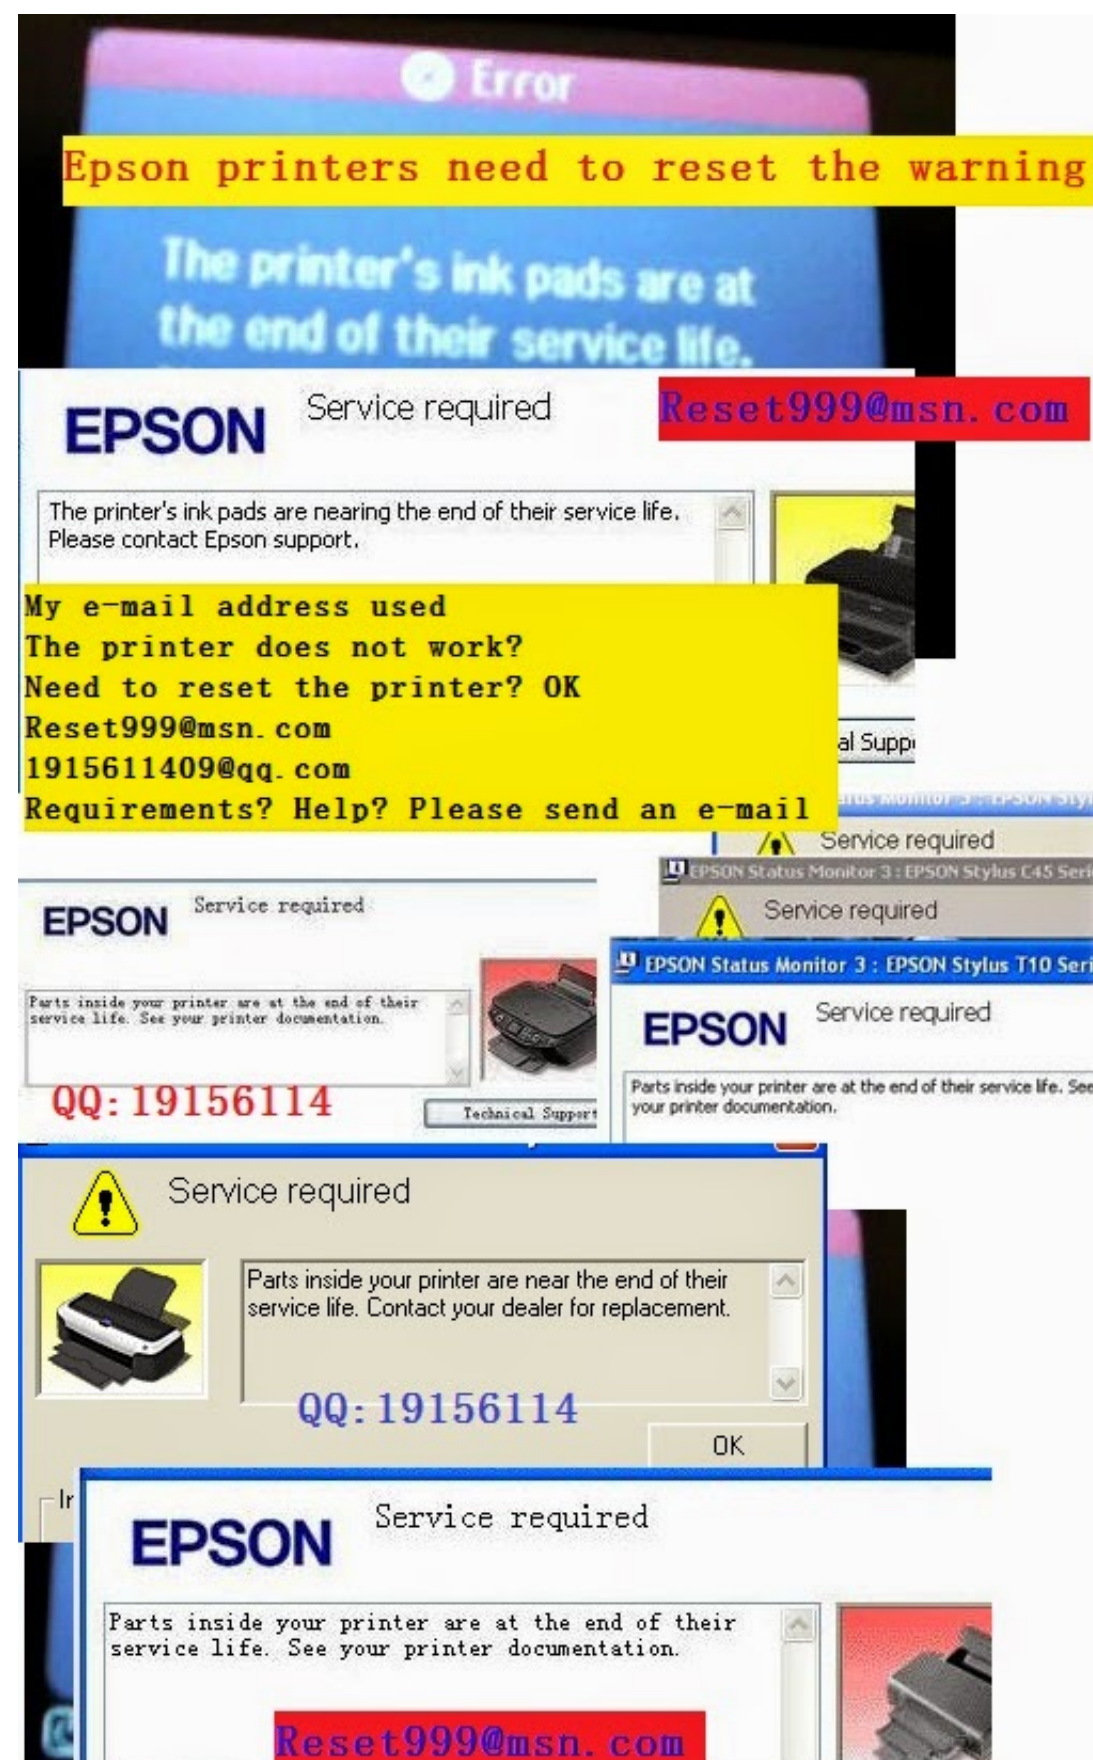 Error
Epson printers need to reset the warning
The printer's ink pads are at
the end of their service life.
EPSON
Service required
Reset999@msn.com
The printer's ink pads are nearing the end of their service life.
Please contact Epson support.
My e-mail address used
The printer does not work?
Need to reset the printer? OK
Reset999@msn.com
1915611409@qq.com
Requirements? Help? Please send an e-mail
al Suppo
Service required
EPSON Status Monitor 3 : EPSON Stylus C45 Seri
Service required
EPSON
Service required
Parts inside your printer are at the end of their
service life. See your printer documentation.
QQ:19156114
Technical Support
EPSON Status Monitor 3 : EPSON Stylus T10 Seri
EPSON
Service required
Parts inside your printer are at the end of their service life. See
your printer documentation.
Service required
Parts inside your printer are near the end of their
service life. Contact your dealer for replacement.
QQ:19156114
OK
EPSON
Service required
Parts inside your printer are at the end of their
service life. See your printer documentation.
Reset999@msn.com